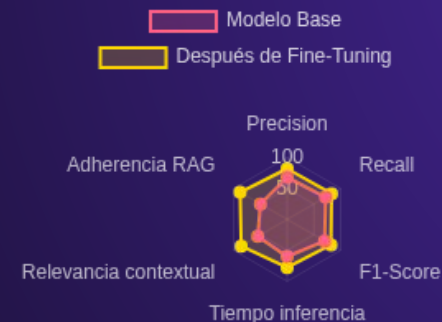 Modelo Base
Después de Fine-Tuning
Precision
Adherencia RAG
100
Recall
50
Relevancia contextual
F1-Score
Tiempo inferencia